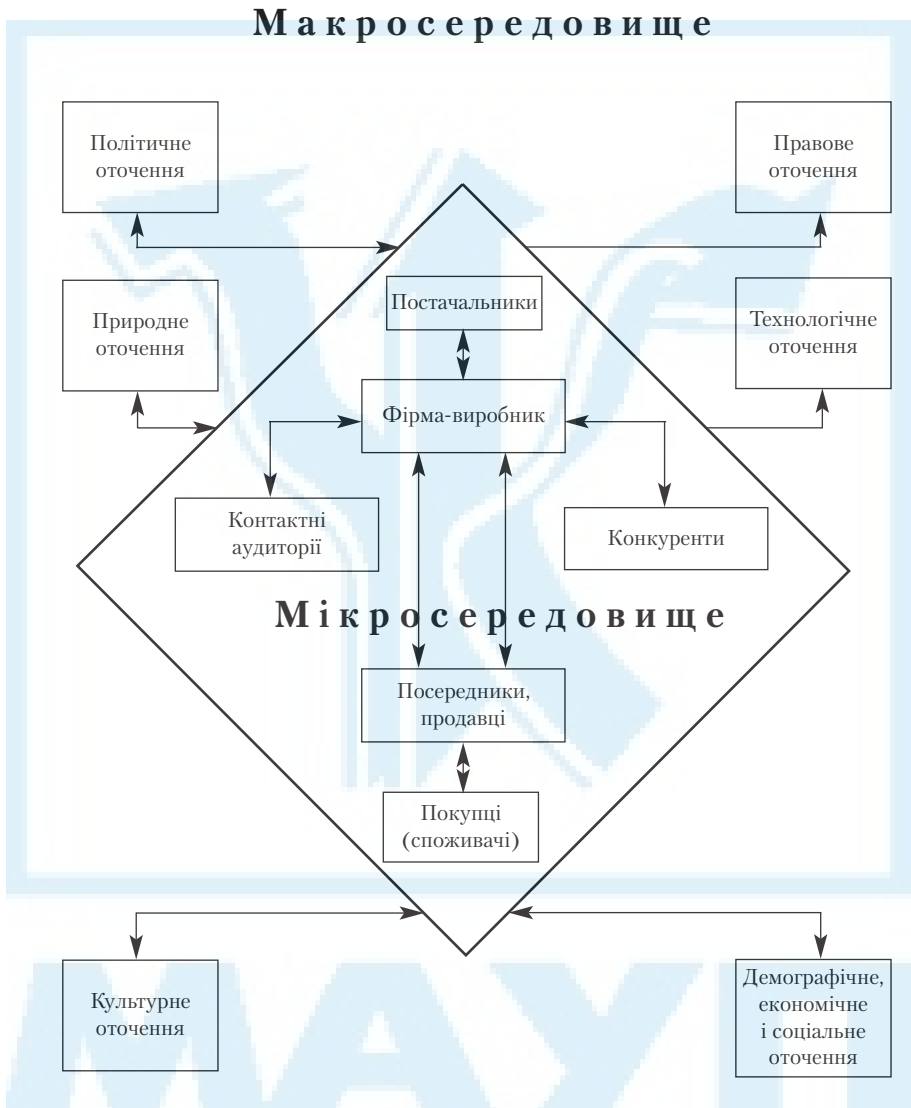 Макросередовище
Політичне
оточення
Правове
оточення
Постачальники
Природне
оточення
Технологічне
оточення
Фірма-виробник
Контактні
аудиторії
Конкуренти
Мікросередовище
Посередники,
продавці
Покупці
(споживачі)
Культурне
оточення
Демографічне,
економічне
і соціальне
оточення
МАУП